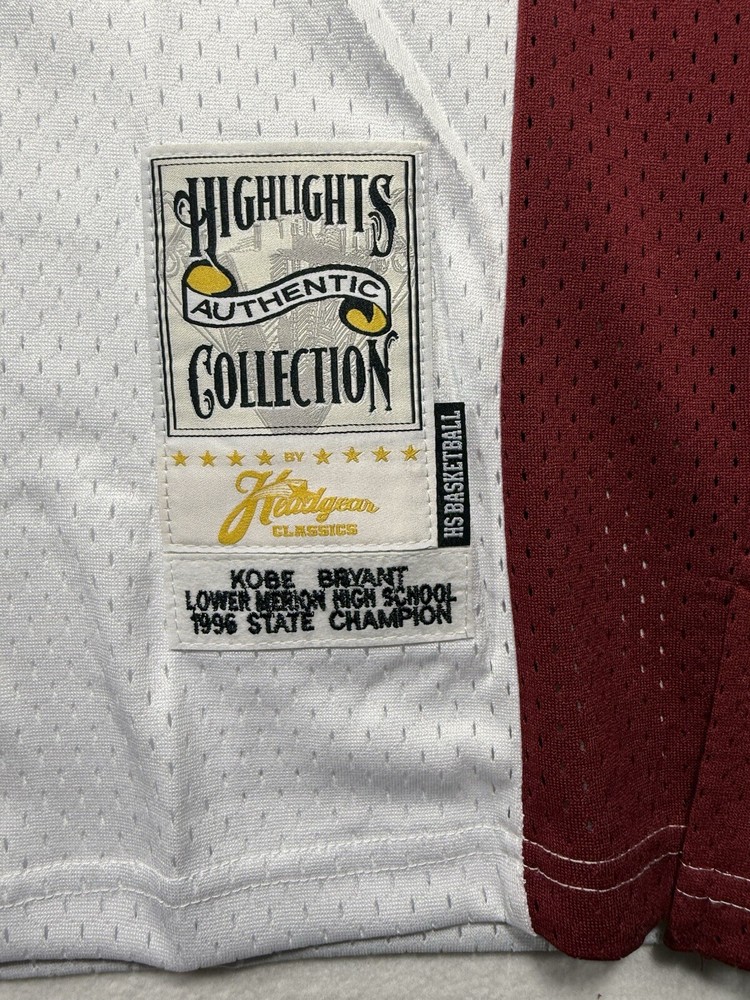 HIGHLIGHTS
AUTHENTIC
COLLECTION
BY
Headgear
CLASSICS
HS BASKETBALL
KOBE BRYANT
LOWER MERION HIGH SCHOOL
1996 STATE CHAMPION